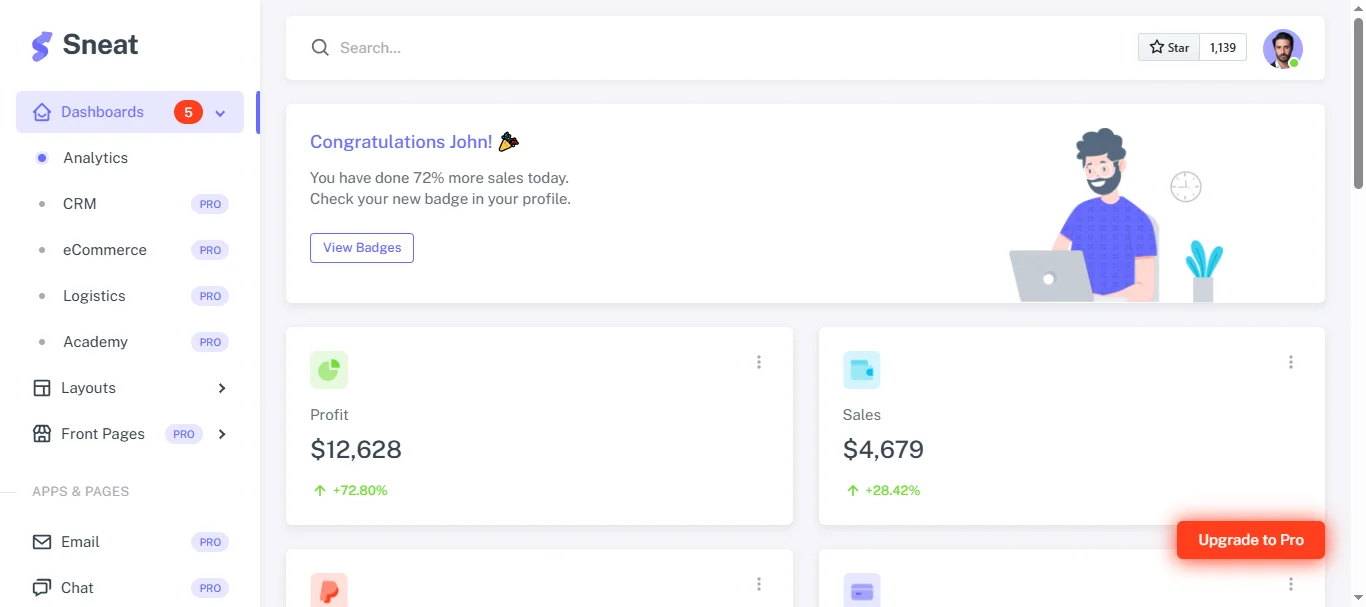 Sneat
Search...
Star 1,139
Dashboards 5
Analytics
CRM PRO
eCommerce PRO
Logistics PRO
Academy PRO
Layouts
Front Pages PRO
APPS & PAGES
Email PRO
Chat PRO
Congratulations John! 🎉
You have done 72% more sales today.
Check your new badge in your profile.
View Badges
Profit
$12,628
+72.80%
Sales
$4,679
+28.42%
Upgrade to Pro